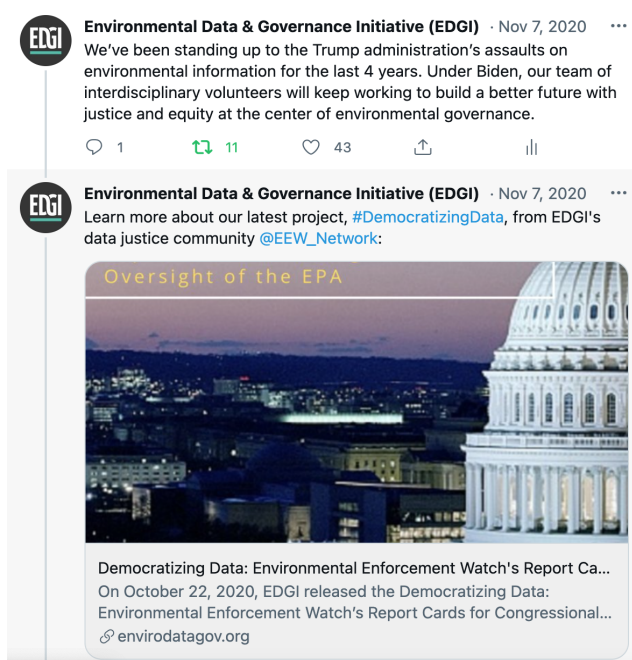 EDGI
Environmental Data & Governance Initiative (EDGI) · Nov 7, 2020 ···
We've been standing up to the Trump administration's assaults on
environmental information for the last 4 years. Under Biden, our team of
interdisciplinary volunteers will keep working to build a better future with
justice and equity at the center of environmental governance.
1 11 43
EDGI
Environmental Data & Governance Initiative (EDGI) · Nov 7, 2020 ···
Learn more about our latest project, #DemocratizingData, from EDGI's
data justice community @EEW_Network:
Oversight of the EPA
Democratizing Data: Environmental Enforcement Watch's Report Ca...
On October 22, 2020, EDGI released the Democratizing Data:
Environmental Enforcement Watch's Report Cards for Congressional...
envirodatagov.org